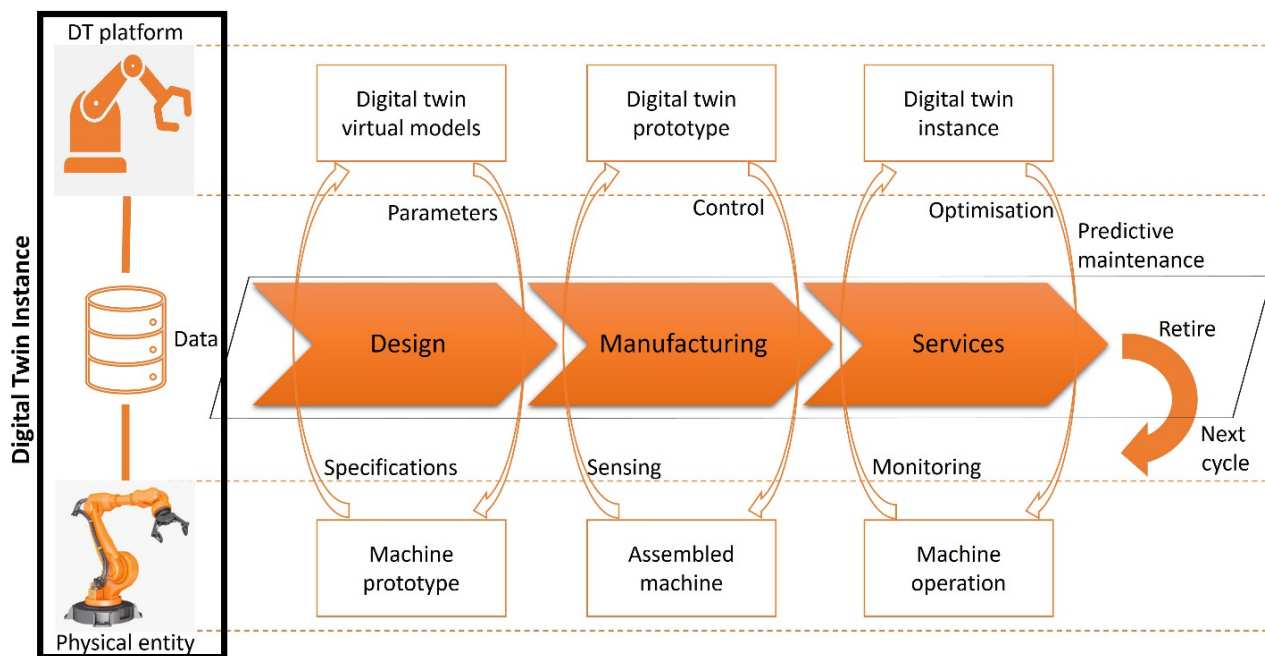 DT platform
Digital Twin Instance
Data
Physical entity
Digital twin
virtual models
Digital twin
prototype
Digital twin
instance
Parameters
Control
Optimisation
Predictive
maintenance
Design
Manufacturing
Services
Retire
Next
cycle
Specifications
Sensing
Monitoring
Machine
prototype
Assembled
machine
Machine
operation